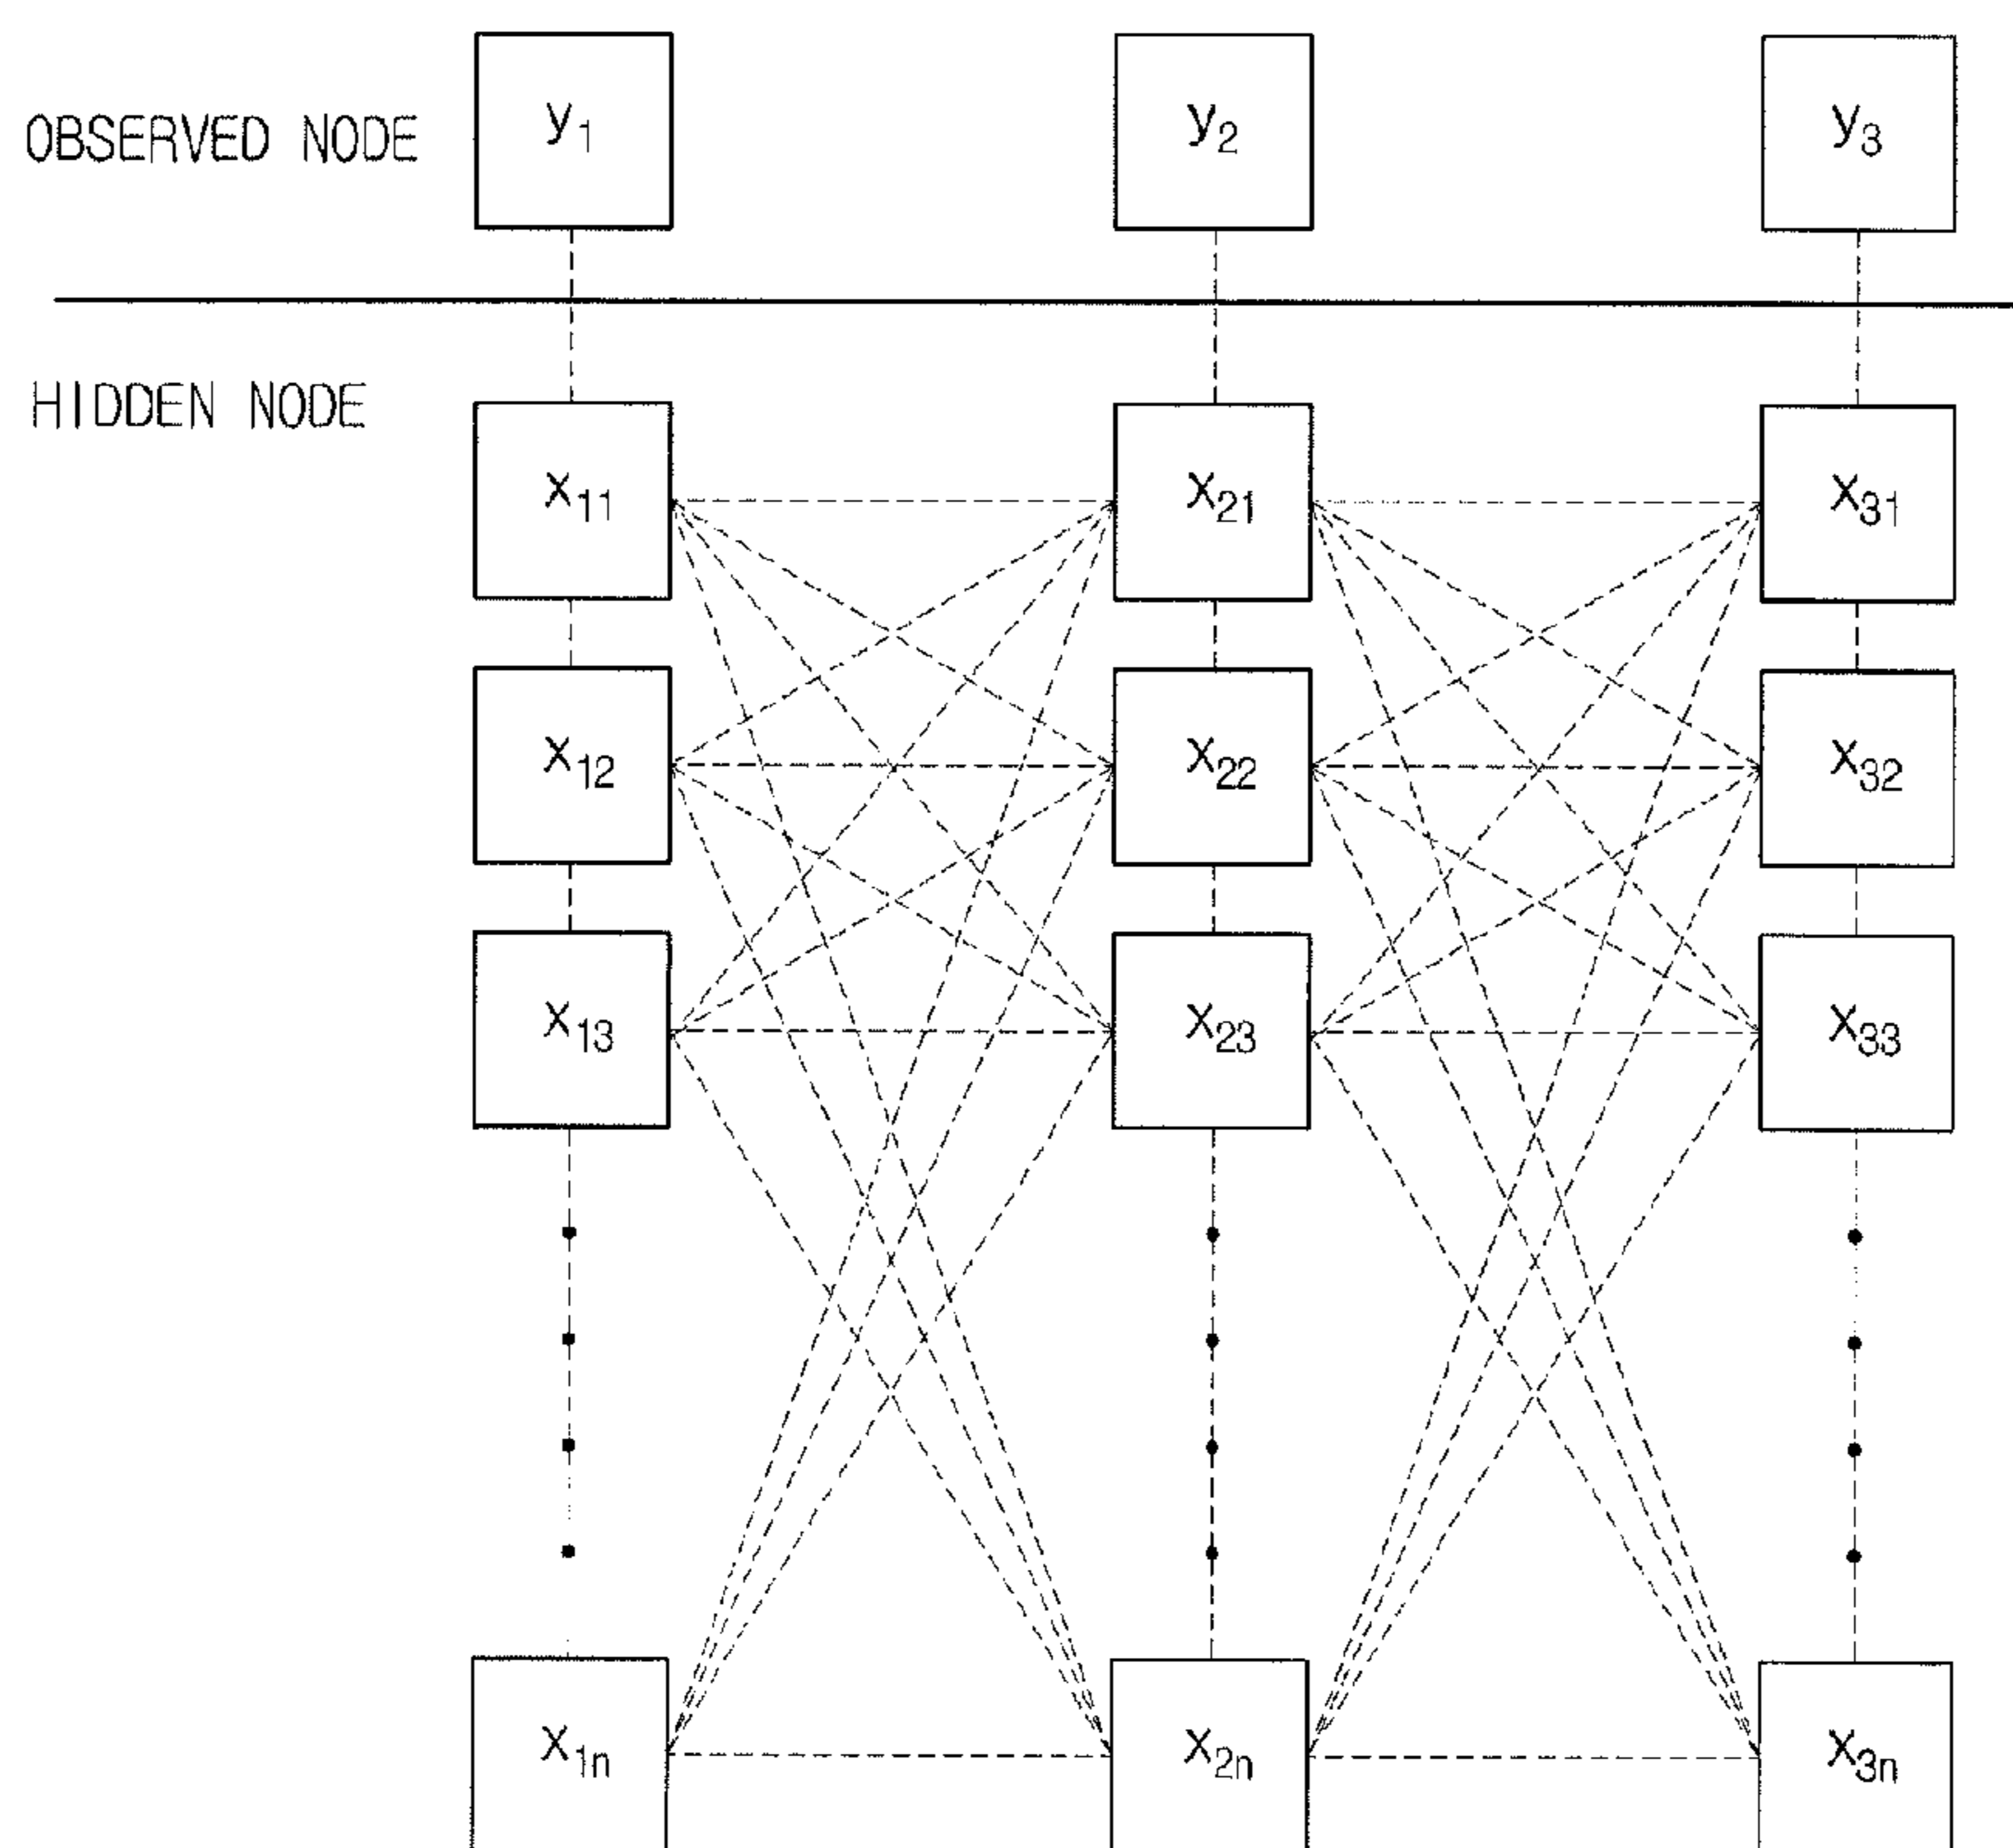 OBSERVED NODE
y₁ y₂ y₃
HIDDEN NODE
x₁₁ x₂₁ x₃₁
x₁₂ x₂₂ x₃₂
x₁₃ x₂₃ x₃₃
x₁ₙ x₂ₙ x₃ₙ